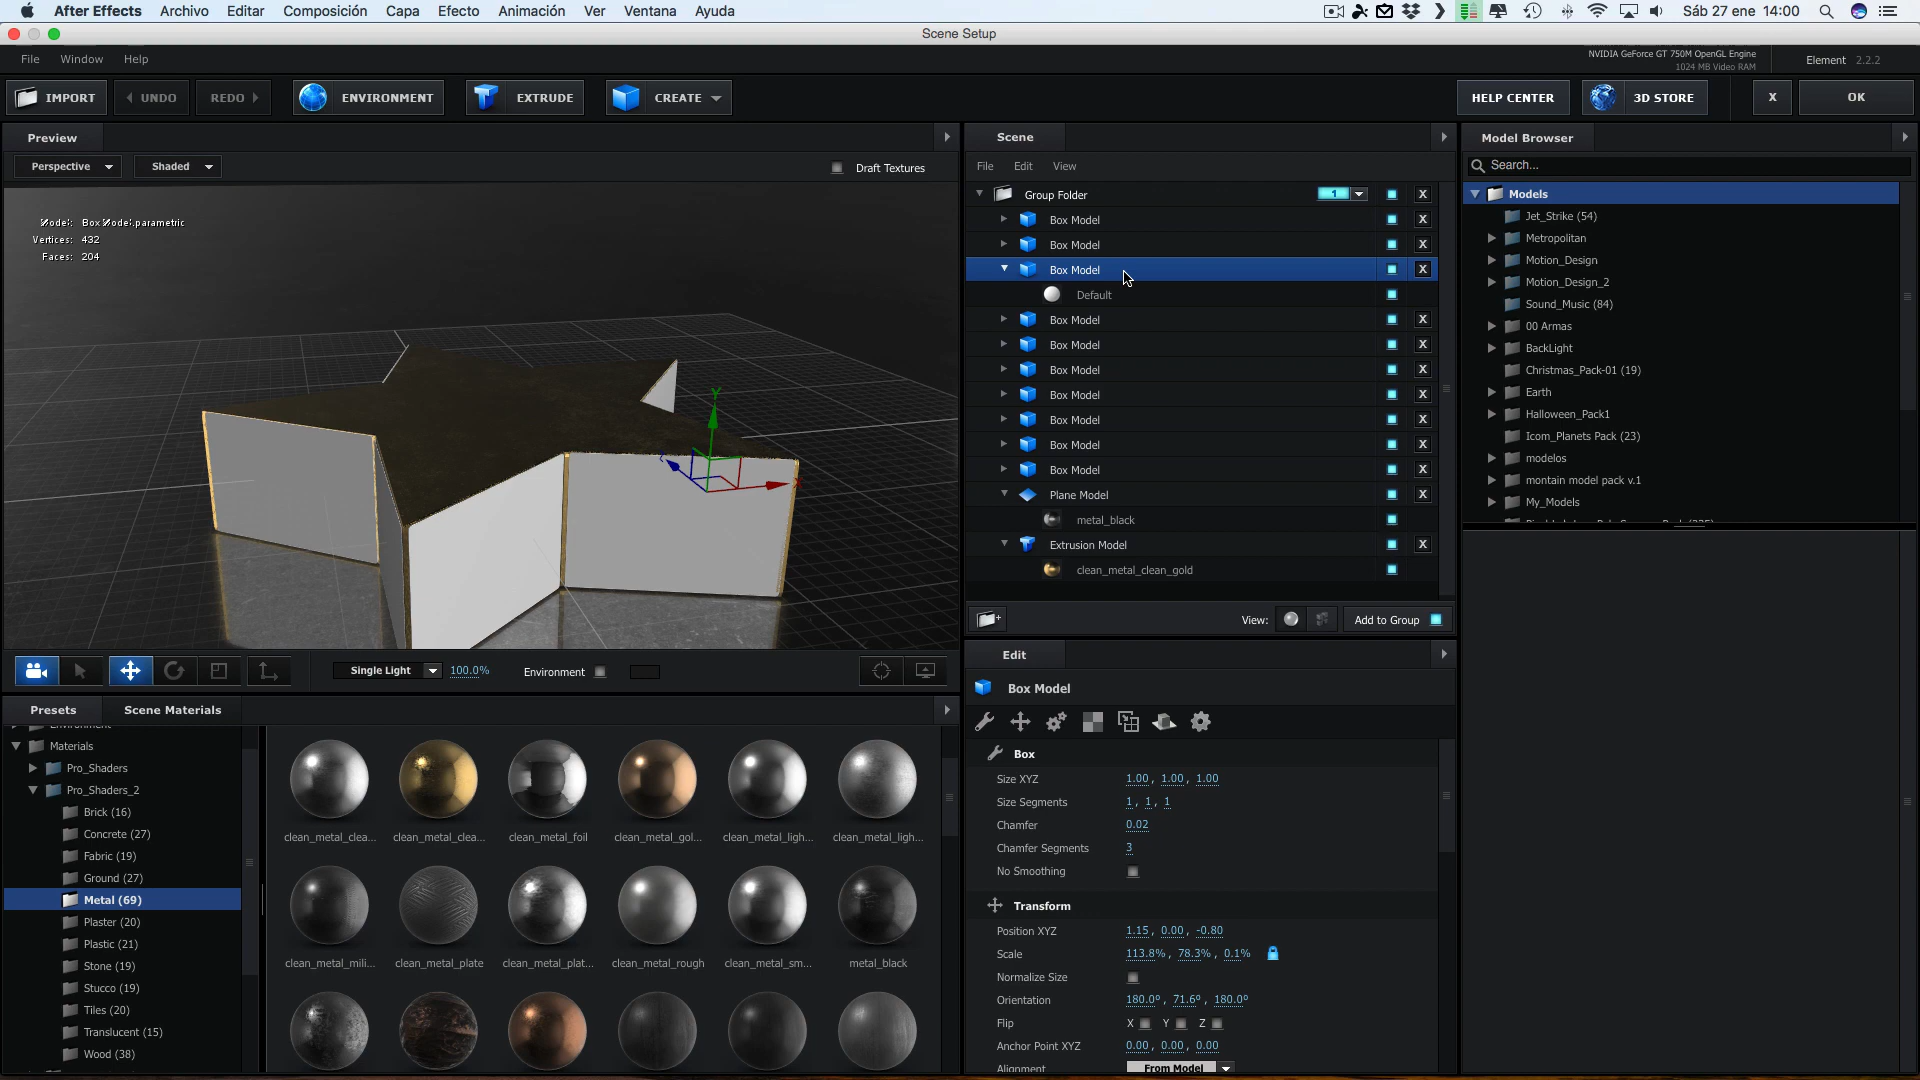 After Effects Archivo Editar Composición Capa Efecto Animación Ver Ventana Ayuda Sáb 27 ene 14:00
Scene Setup
File Window Help
NVIDIA GeForce GT 750M OpenGL Engine
1024 MB Video RAM
Element 2.2.2
IMPORT UNDO REDO ENVIRONMENT EXTRUDE CREATE HELP CENTER 3D STORE X OK
Preview
Perspective Shaded Draft Textures
Vertices: 432
Faces: 204
Y
Single Light 100.0% Environment
Scene
File Edit View
Group Folder 1 X
Box Model X
Box Model X
Box Model X
Default
Box Model X
Box Model X
Box Model X
Box Model X
Box Model X
Box Model X
Box Model X
Plane Model X
metal_black
Extrusion Model X
clean_metal_clean_gold
View: Add to Group
Model Browser
Search...
Models
Jet_Strike (54)
Metropolitan
Motion_Design
Motion_Design_2
Sound_Music (84)
00 Armas
BackLight
Christmas_Pack-01 (19)
Earth
Halloween_Pack1
Icom_Planets Pack (23)
modelos
montain model pack v.1
My_Models
Edit
Box Model
Box
Size XYZ 1.00, 1.00, 1.00
Size Segments 1, 1, 1
Chamfer 0.02
Chamfer Segments 3
No Smoothing
Transform
Position XYZ 1.15, 0.00, -0.80
Scale 113.8%, 78.3%, 0.1%
Normalize Size
Orientation 180.0º, 71.6º, 180.0º
Flip X Y Z
Anchor Point XYZ 0.00, 0.00, 0.00
Alignment From Model
Presets Scene Materials
Environment
Materials
Pro_Shaders
Pro_Shaders_2
Brick (16)
Concrete (27)
Fabric (19)
Ground (27)
Metal (69)
Plaster (20)
Plastic (21)
Stone (19)
Stucco (19)
Tiles (20)
Translucent (15)
Wood (38)
clean_metal_clea... clean_metal_clea... clean_metal_foil clean_metal_gol... clean_metal_ligh... clean_metal_ligh...
clean_metal_mili... clean_metal_plate clean_metal_plat... clean_metal_rough clean_metal_sm... metal_black